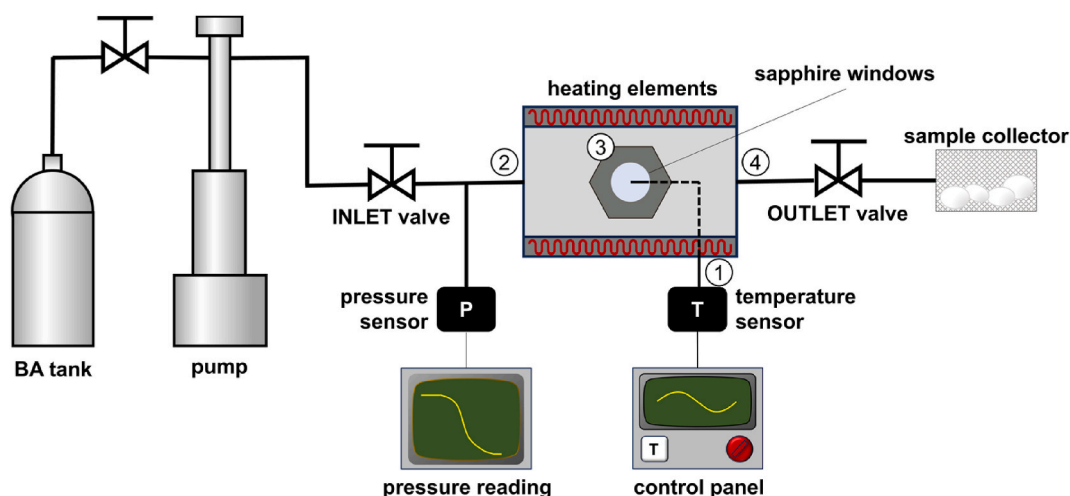 heating elements
sapphire windows
sample collector
3
2
4
INLET valve
OUTLET valve
1
pressure
sensor
P
T
temperature
sensor
BA tank
pump
T
pressure reading
control panel